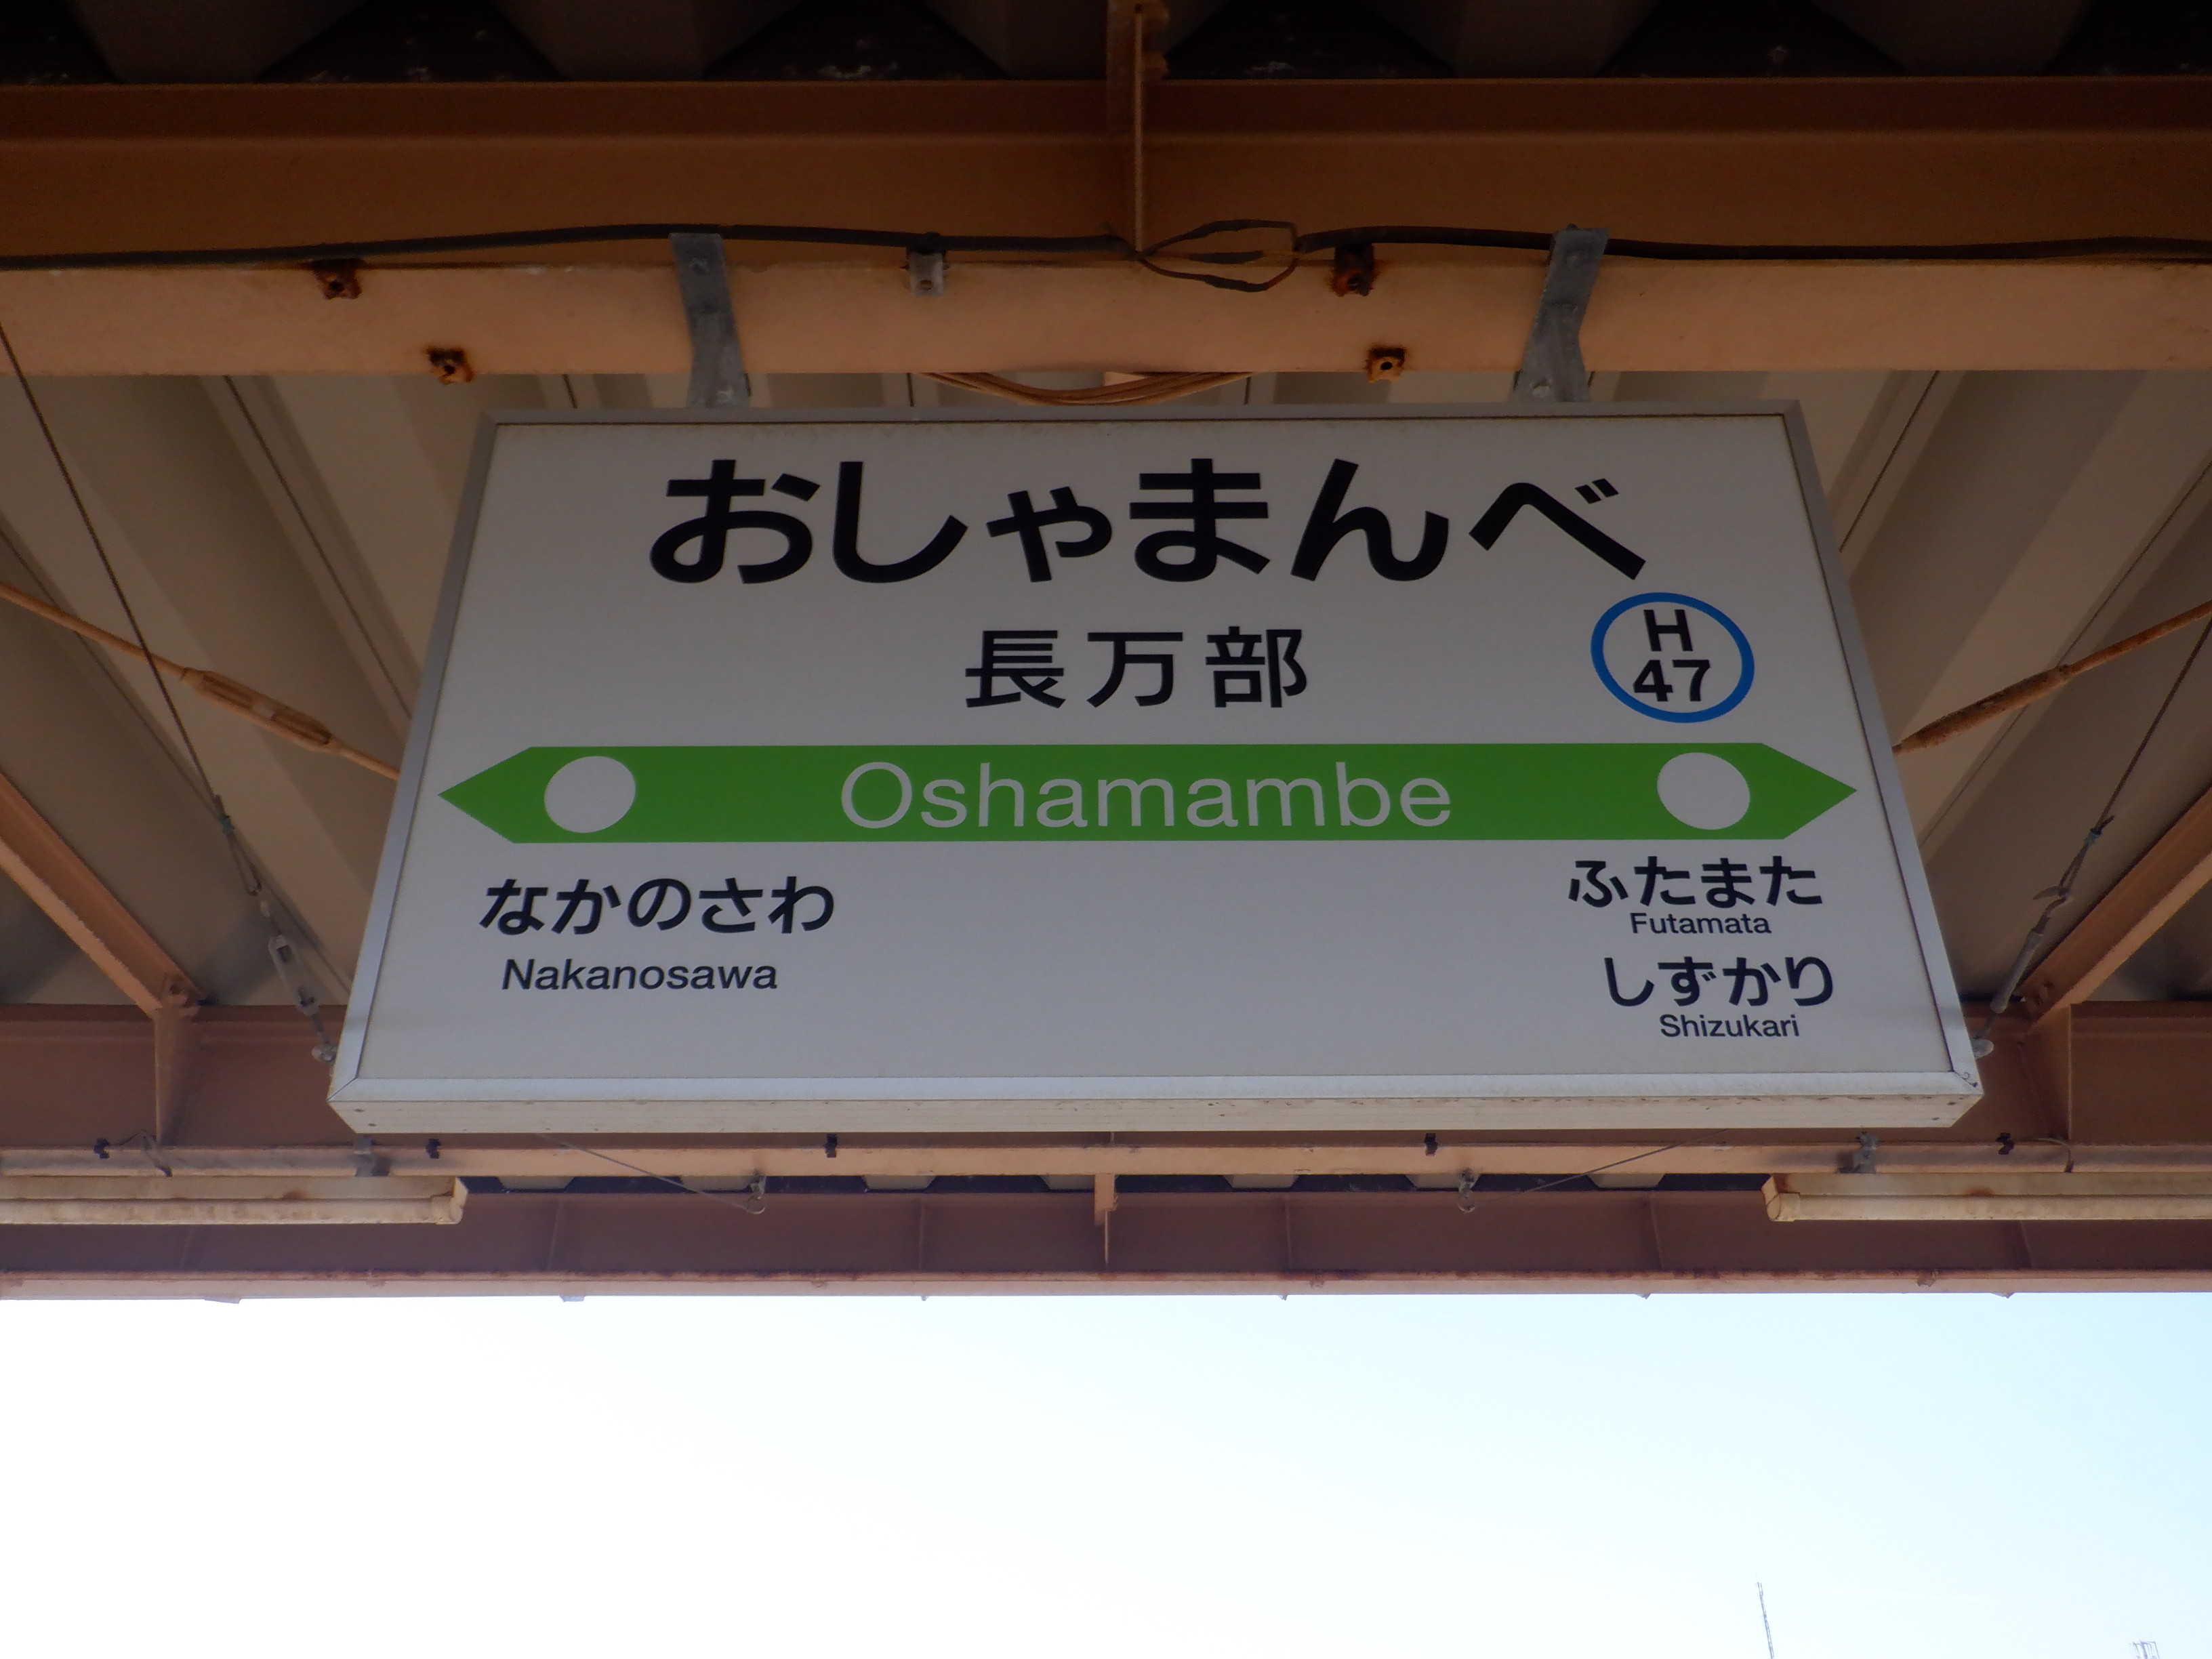 おしゃまんべ
長万部
H
47
Oshamambe
なかのさわ
Nakanosawa
ふたまた
Futamata
しずかり
Shizukari